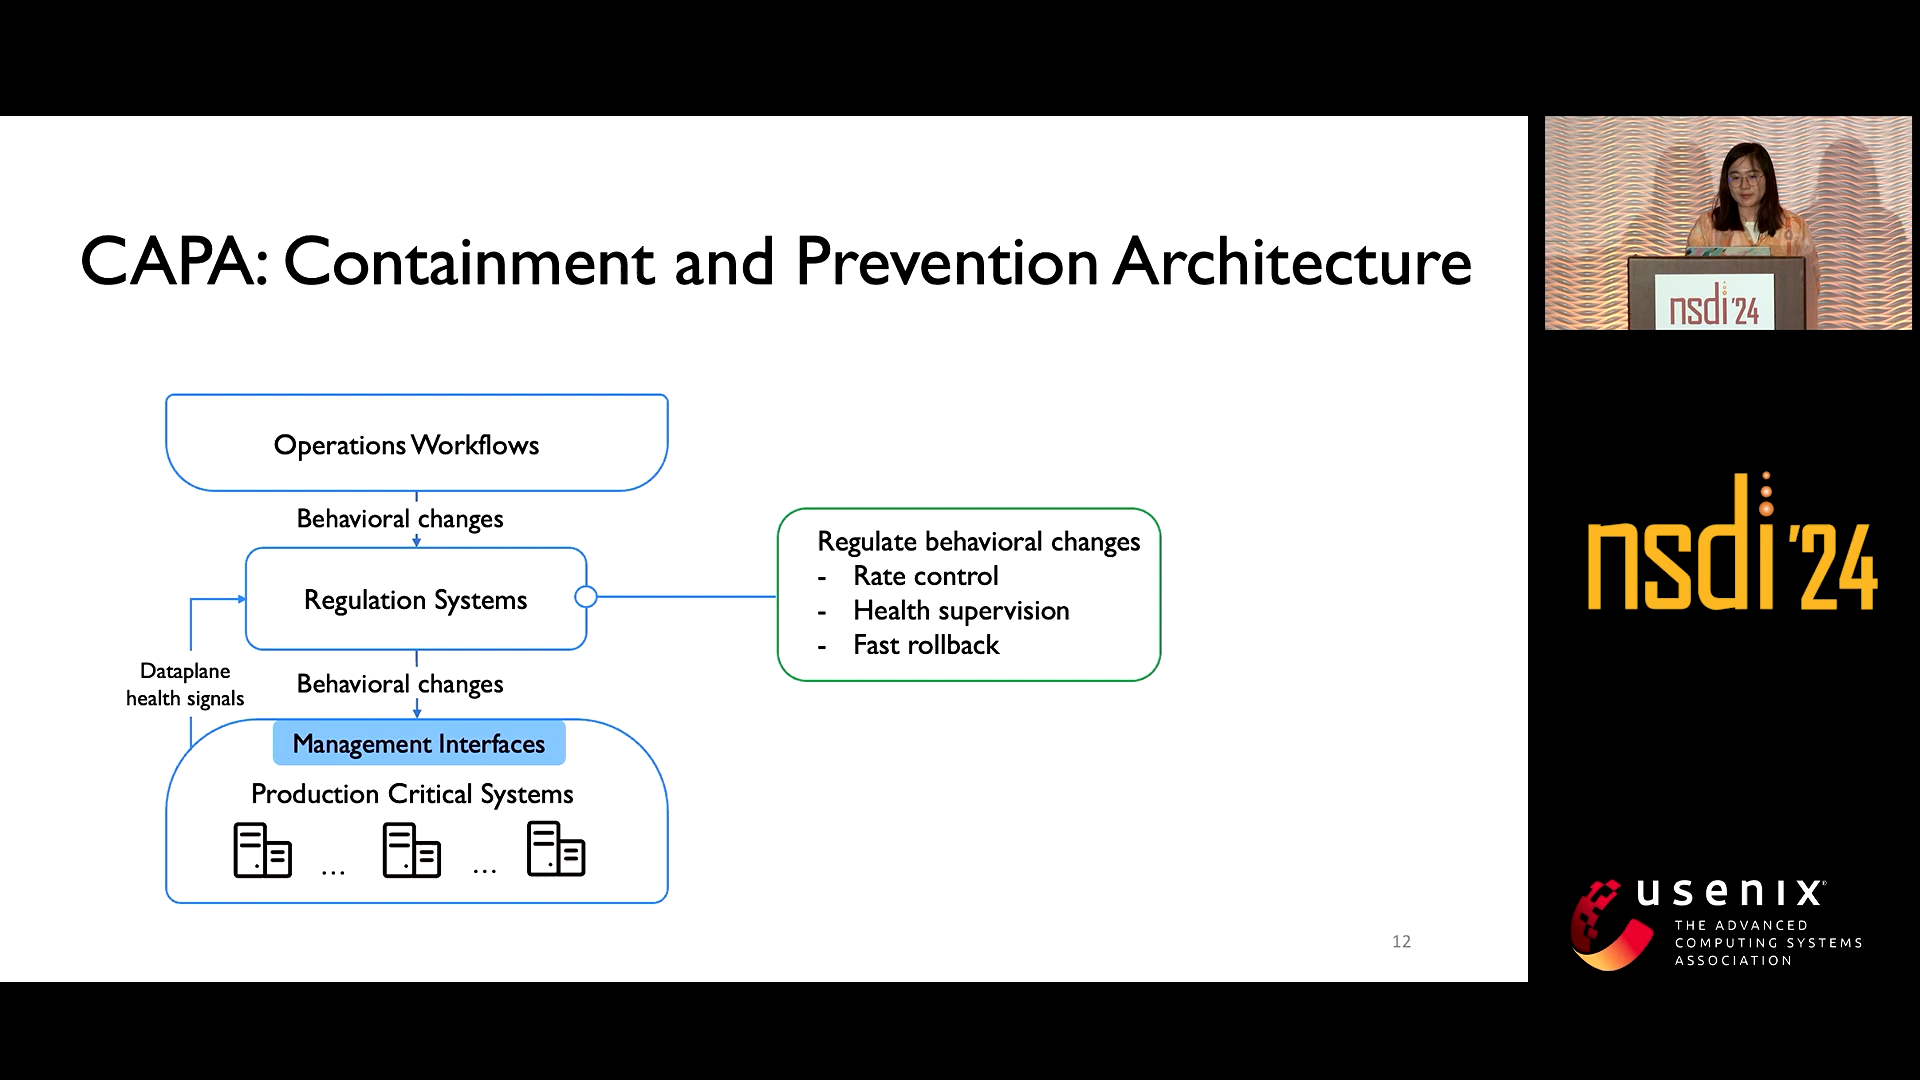 CAPA: Containment and Prevention Architecture
Operations Workflows
Behavioral changes
Regulation Systems
Regulate behavioral changes
- Rate control
- Health supervision
- Fast rollback
Dataplane
health signals
Behavioral changes
Management Interfaces
Production Critical Systems
... ...
12
nsdi '24
nsdi '24
usenix®
THE ADVANCED
COMPUTING SYSTEMS
ASSOCIATION